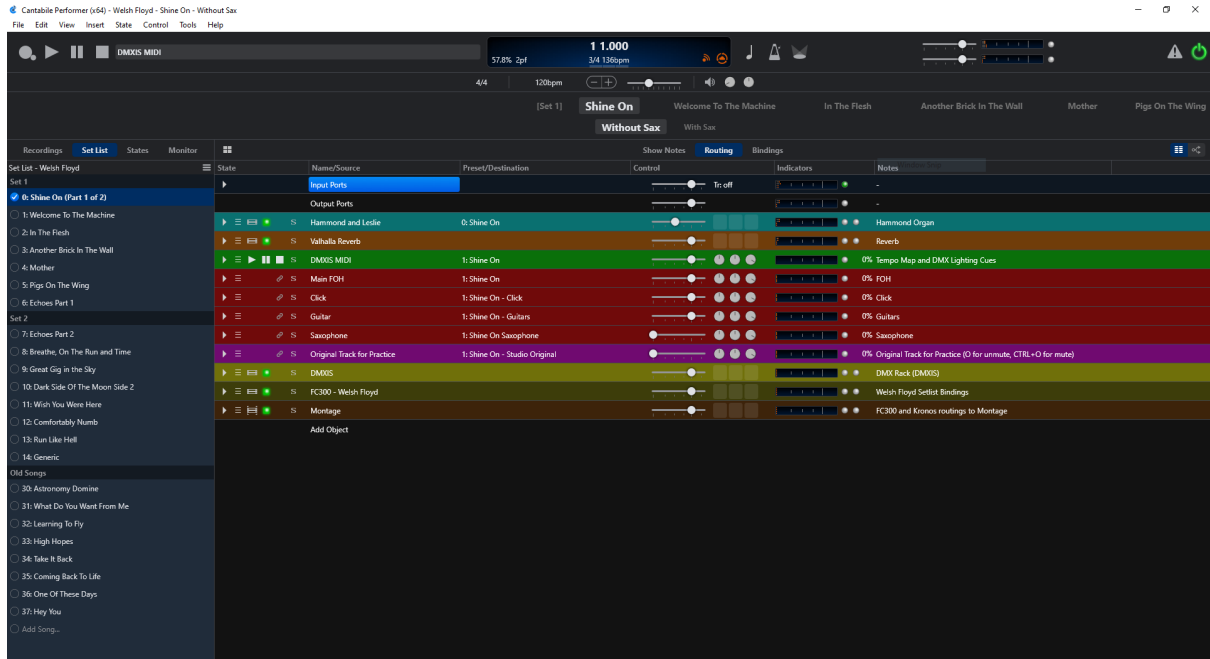 Cantabile Performer (x64) - Welsh Floyd - Shine On - Without Sax
File Edit View Insert State Control Tools Help
DMXIS MIDI
57.8% 2pf
1 1.000
3/4 136bpm
4/4 120bpm
[Set 1] Shine On Welcome To The Machine In The Flesh Another Brick In The Wall Mother Pigs On The Wing
Without Sax With Sax
Recordings Set List States Monitor
Show Notes Routing Bindings
Set List - Welsh Floyd
Set 1
0: Shine On (Part 1 of 2)
1: Welcome To The Machine
2: In The Flesh
3: Another Brick In The Wall
4: Mother
5: Pigs On The Wing
6: Echoes Part 1
Set 2
7: Echoes Part 2
8: Breathe, On The Run and Time
9: Great Gig in the Sky
10: Dark Side Of The Moon Side 2
11: Wish You Were Here
12: Comfortably Numb
13: Run Like Hell
14: Generic
Old Songs
30: Astronomy Domine
31: What Do You Want From Me
32: Learning To Fly
33: High Hopes
34: Take It Back
35: Coming Back To Life
36: One Of These Days
37: Hey You
Add Song...
State Name/Source Preset/Destination Control Indicators Notes
Input Ports Tr: off -
Output Ports -
S Hammond and Leslie 0: Shine On Hammond Organ
S Valhalla Reverb Reverb
S DMXIS MIDI 1: Shine On 0% Tempo Map and DMX Lighting Cues
S Main FOH 1: Shine On 0% FOH
S Click 1: Shine On - Click 0% Click
S Guitar 1: Shine On - Guitars 0% Guitars
S Saxophone 1: Shine On Saxophone 0% Saxophone
S Original Track for Practice 1: Shine On - Studio Original 0% Original Track for Practice (O for unmute, CTRL+O for mute)
S DMXIS DMX Rack (DMXIS)
S FC300 - Welsh Floyd Welsh Floyd Setlist Bindings
S Montage FC300 and Kronos routings to Montage
Add Object